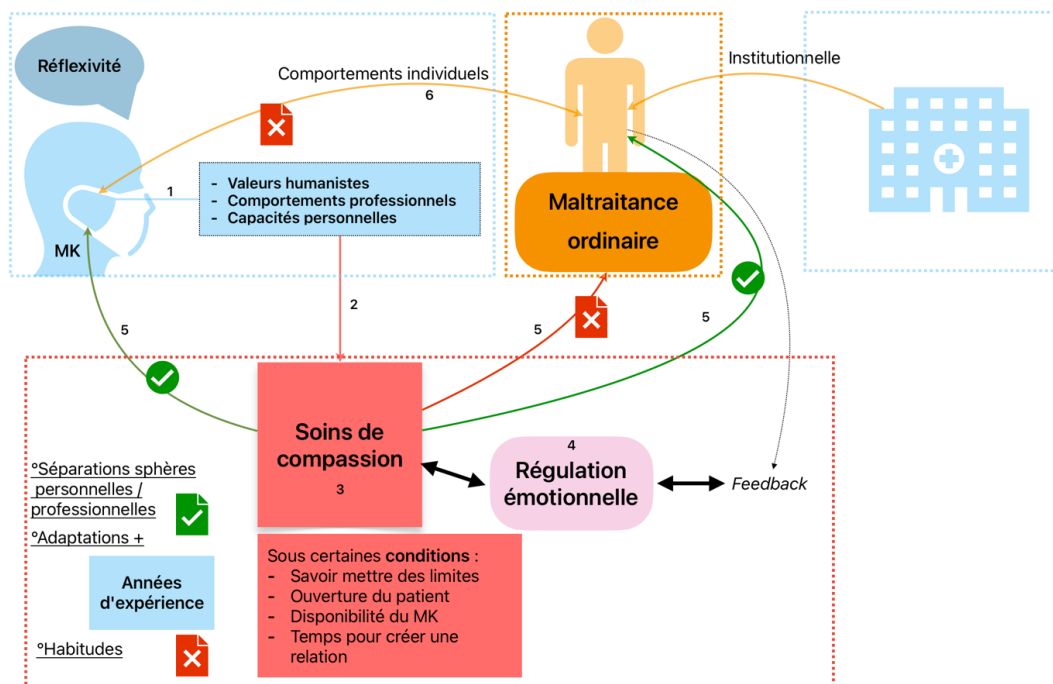 Réflexivité
Comportements individuels
6
Institutionnelle
1
- Valeurs humanistes
- Comportements professionnels
- Capacités personnelles
MK
Maltraitance
ordinaire
2
5
5
5
Soins de
compassion
3
4
Régulation
émotionnelle
Feedback
°Séparations sphères
personnelles /
professionnelles
°Adaptations +
Années
d'expérience
°Habitudes
Sous certaines conditions :
- Savoir mettre des limites
- Ouverture du patient
- Disponibilité du MK
- Temps pour créer une
relation